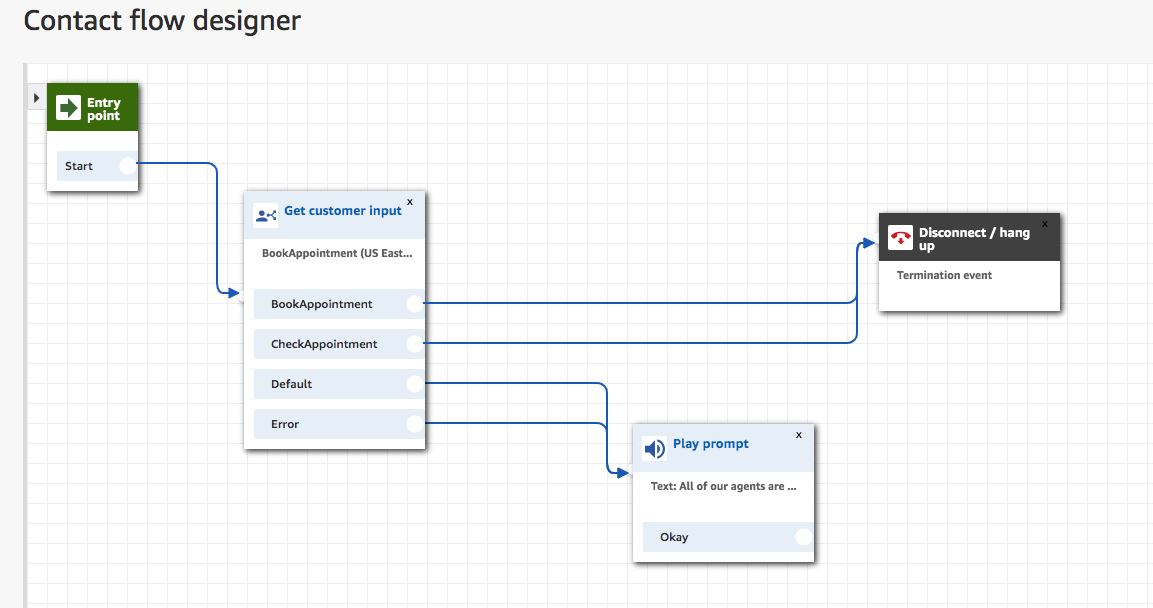 Contact flow designer
Entry
point
Start
Get customer input
x
BookAppointment (US East...
BookAppointment
CheckAppointment
Default
Error
Disconnect / hang
up
x
Termination event
Play prompt
x
Text: All of our agents are ...
Okay